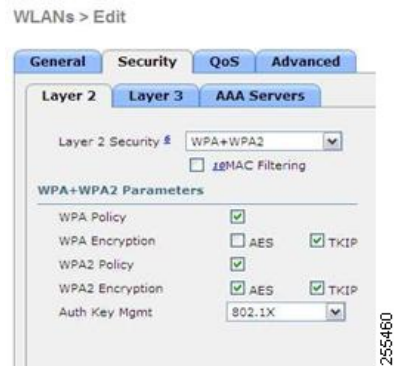 WLANs > Edit
General Security QoS Advanced
Layer 2 Layer 3 AAA Servers
Layer 2 Security 6 WPA+WPA2
10MAC Filtering
WPA+WPA2 Parameters
WPA Policy
WPA Encryption AES TKIP
WPA2 Policy
WPA2 Encryption AES TKIP
Auth Key Mgmt 802.1X
255460